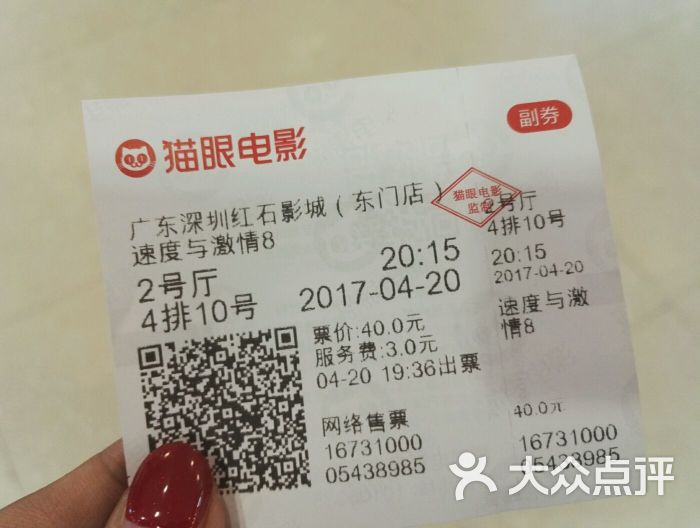 猫眼电影
副券
广东深圳红石影城(东门店)
猫眼电影
监制
速度与激情8
2号厅
20:15
4排10号
2017-04-20
票价:40.0元
服务费:3.0元
04-20 19:36出票
网络售票
16731000
05438985
2号厅
4排10号
20:15
2017-04-20
速度与激
情8
40.0元
16731000
05438985
大众点评